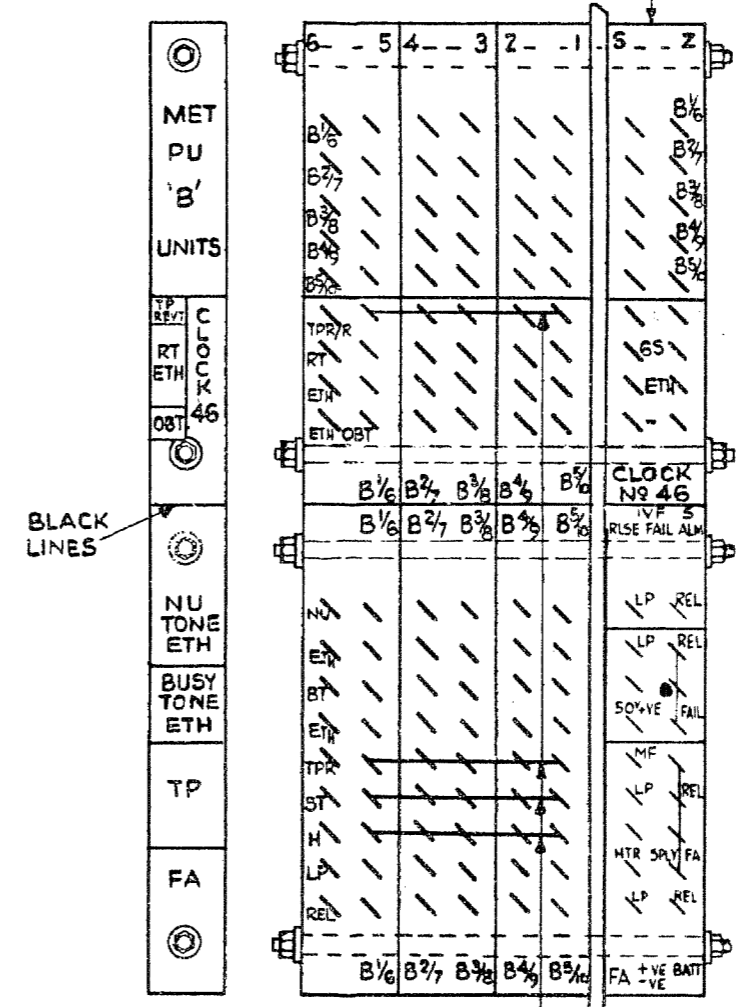 MET
PU
'B'
UNITS
TP
REVT
RT
ETH
OBT
CLOCK
46
BLACK
LINES
NU
TONE
ETH
BUSY
TONE
ETH
TP
FA
6 5 4 3 2 1 S Z
B1/6
B2/7
B3/8
B4/9
B5/10
B1/6
B2/7
B3/8
B4/9
B5/10
TPR/R
RT
ETH
ETH OBT
6S
ETH
B1/6 B2/7 B3/8 B4/9 B5/10
CLOCK
Nº 46
B1/6 B2/7 B3/8 B4/9 B5/10
IVF S
RLSE FAIL ALM
NU
ETH
BT
ETH
TPR
ST
H
LP
REL
LP REL
LP REL
50V+VE FAIL
MF
LP REL
HTR SPLY FA
LP REL
B1/6 B2/7 B3/8 B4/9 B5/10
FA +VE BATT
-VE